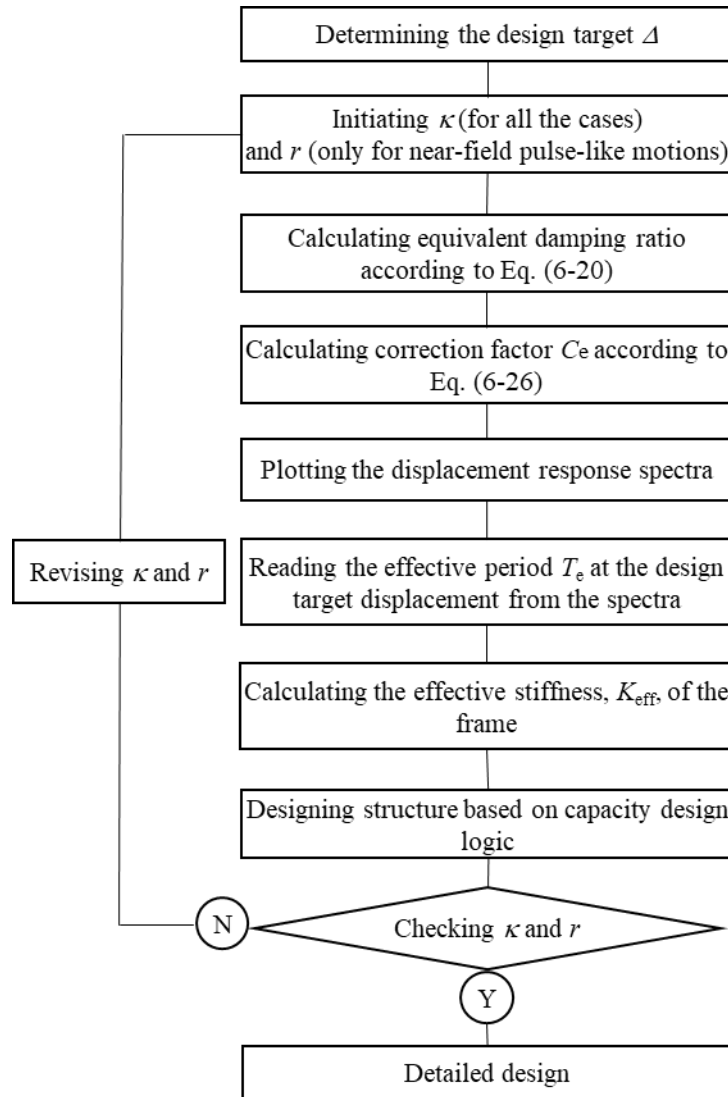 Determining the design target Δ
Initiating κ (for all the cases)
and r (only for near-field pulse-like motions)
Calculating equivalent damping ratio
according to Eq. (6-20)
Calculating correction factor Ce according to
Eq. (6-26)
Plotting the displacement response spectra
Revising κ and r
Reading the effective period Te at the design
target displacement from the spectra
Calculating the effective stiffness, Keff, of the
frame
Designing structure based on capacity design
logic
N
Checking κ and r
Y
Detailed design